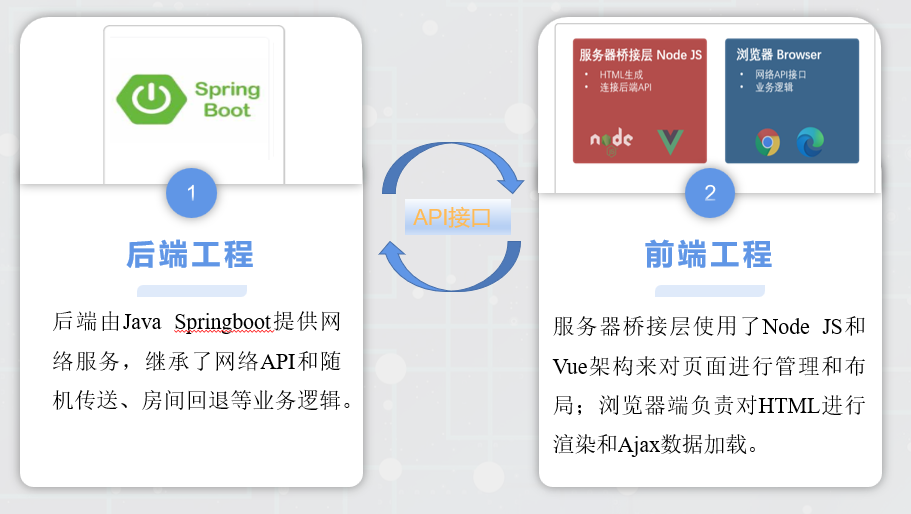 Spring
Boot
1
后端工程
后端由Java Springboot提供网
络服务，继承了网络API和随
机传送、房间回退等业务逻辑。
API接口
服务器桥接层 Node JS
• HTML生成
• 连接后端API
node
浏览器 Browser
• 网络API接口
• 业务逻辑
2
前端工程
服务器桥接层使用了Node JS和
Vue架构来对页面进行管理和布
局；浏览器端负责对HTML进行
渲染和Ajax数据加载。